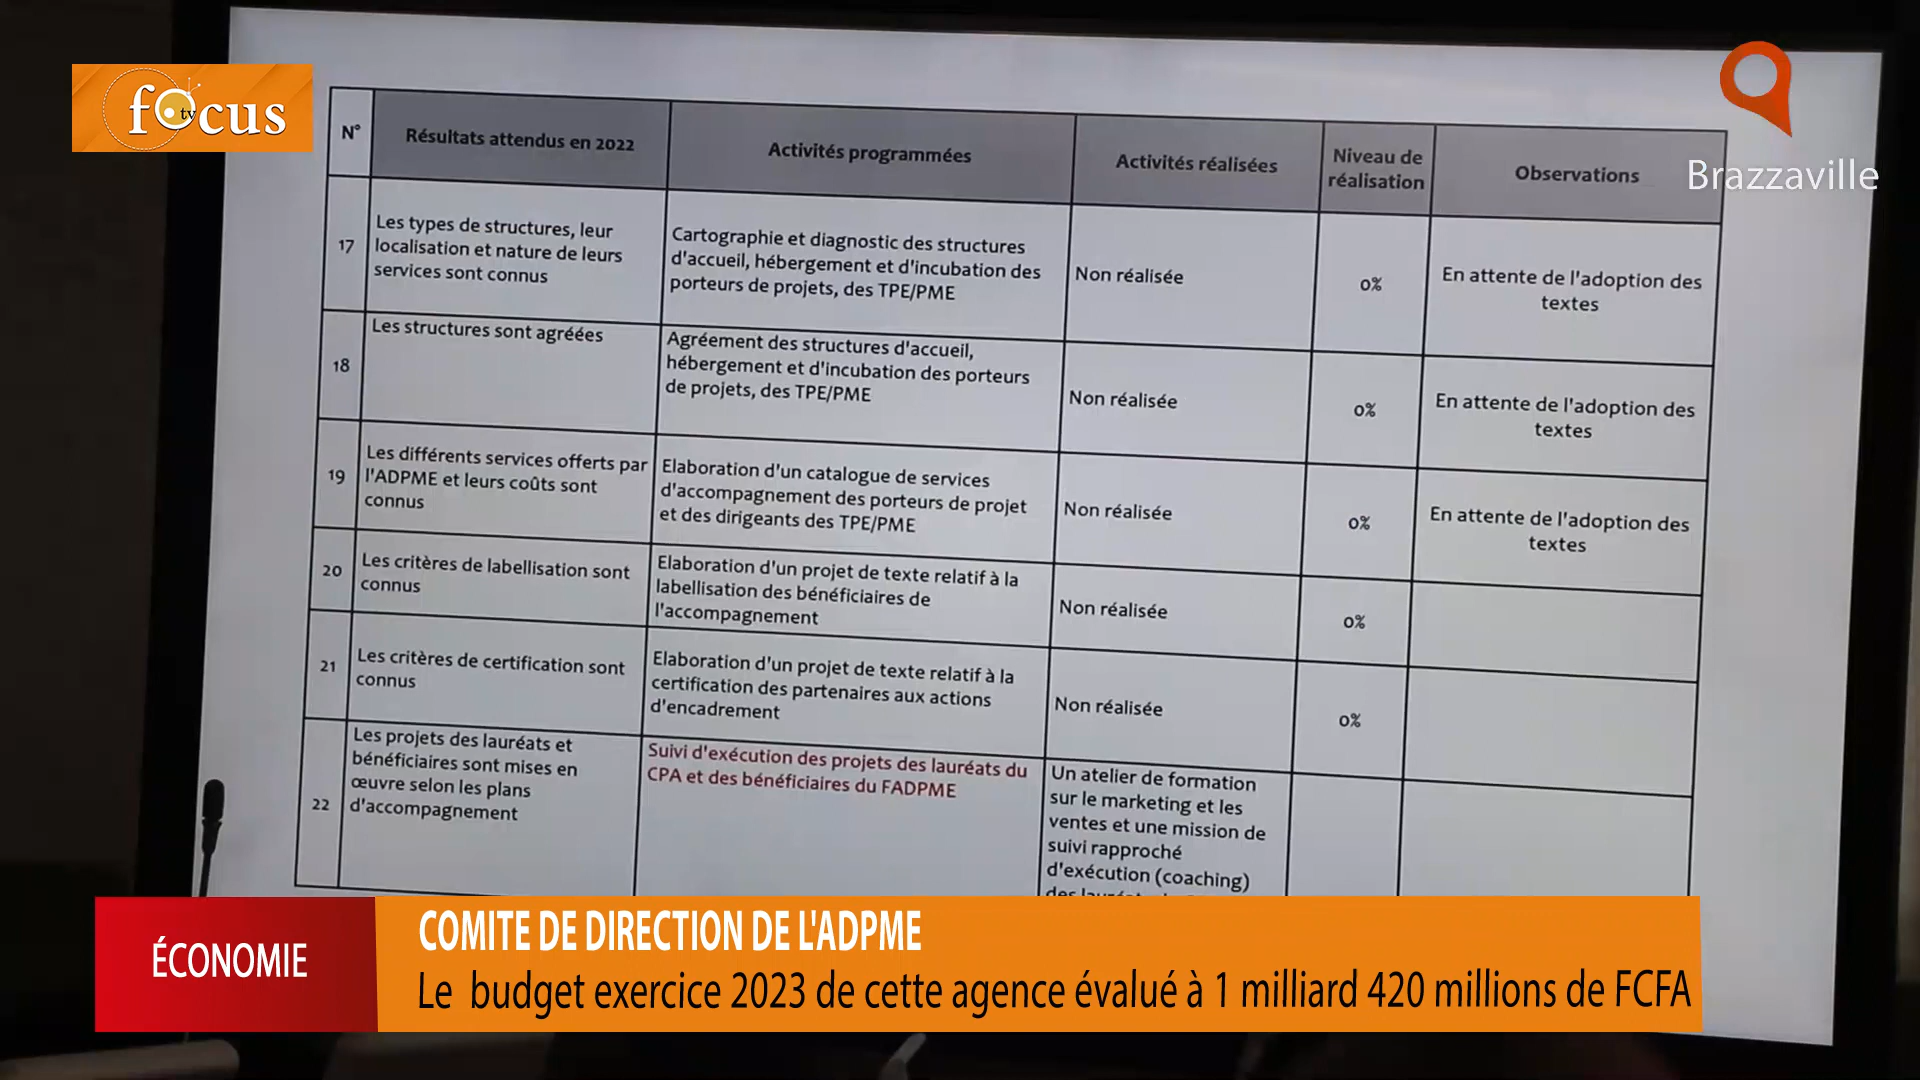 focus
tv
Brazzaville
N°
Résultats attendus en 2022
Activités programmées
Activités réalisées
Niveau de
réalisation
Observations
17
Les types de structures, leur
localisation et nature de leurs
services sont connus
Cartographie et diagnostic des structures
d'accueil, hébergement et d'incubation des
porteurs de projets, des TPE/PME
Non réalisée
0%
En attente de l'adoption des
textes
18
Les structures sont agréées
Agréement des structures d'accueil,
hébergement et d'incubation des porteurs
de projets, des TPE/PME
Non réalisée
0%
En attente de l'adoption des
textes
19
Les différents services offerts par
l'ADPME et leurs coûts sont
connus
Elaboration d'un catalogue de services
d'accompagnement des porteurs de projet
et des dirigeants des TPE/PME
Non réalisée
0%
En attente de l'adoption des
textes
20
Les critères de labellisation sont
connus
Elaboration d'un projet de texte relatif à la
labellisation des bénéficiaires de
l'accompagnement
Non réalisée
0%
21
Les critères de certification sont
connus
Elaboration d'un projet de texte relatif à la
certification des partenaires aux actions
d'encadrement
Non réalisée
0%
22
Les projets des lauréats et
bénéficiaires sont mises en
œuvre selon les plans
d'accompagnement
Suivi d'exécution des projets des lauréats du
CPA et des bénéficiaires du FADPME
Un atelier de formation
sur le marketing et les
ventes et une mission de
suivi rapproché
d'exécution (coaching)
ÉCONOMIE
COMITE DE DIRECTION DE L'ADPME
Le budget exercice 2023 de cette agence évalué à 1 milliard 420 millions de FCFA